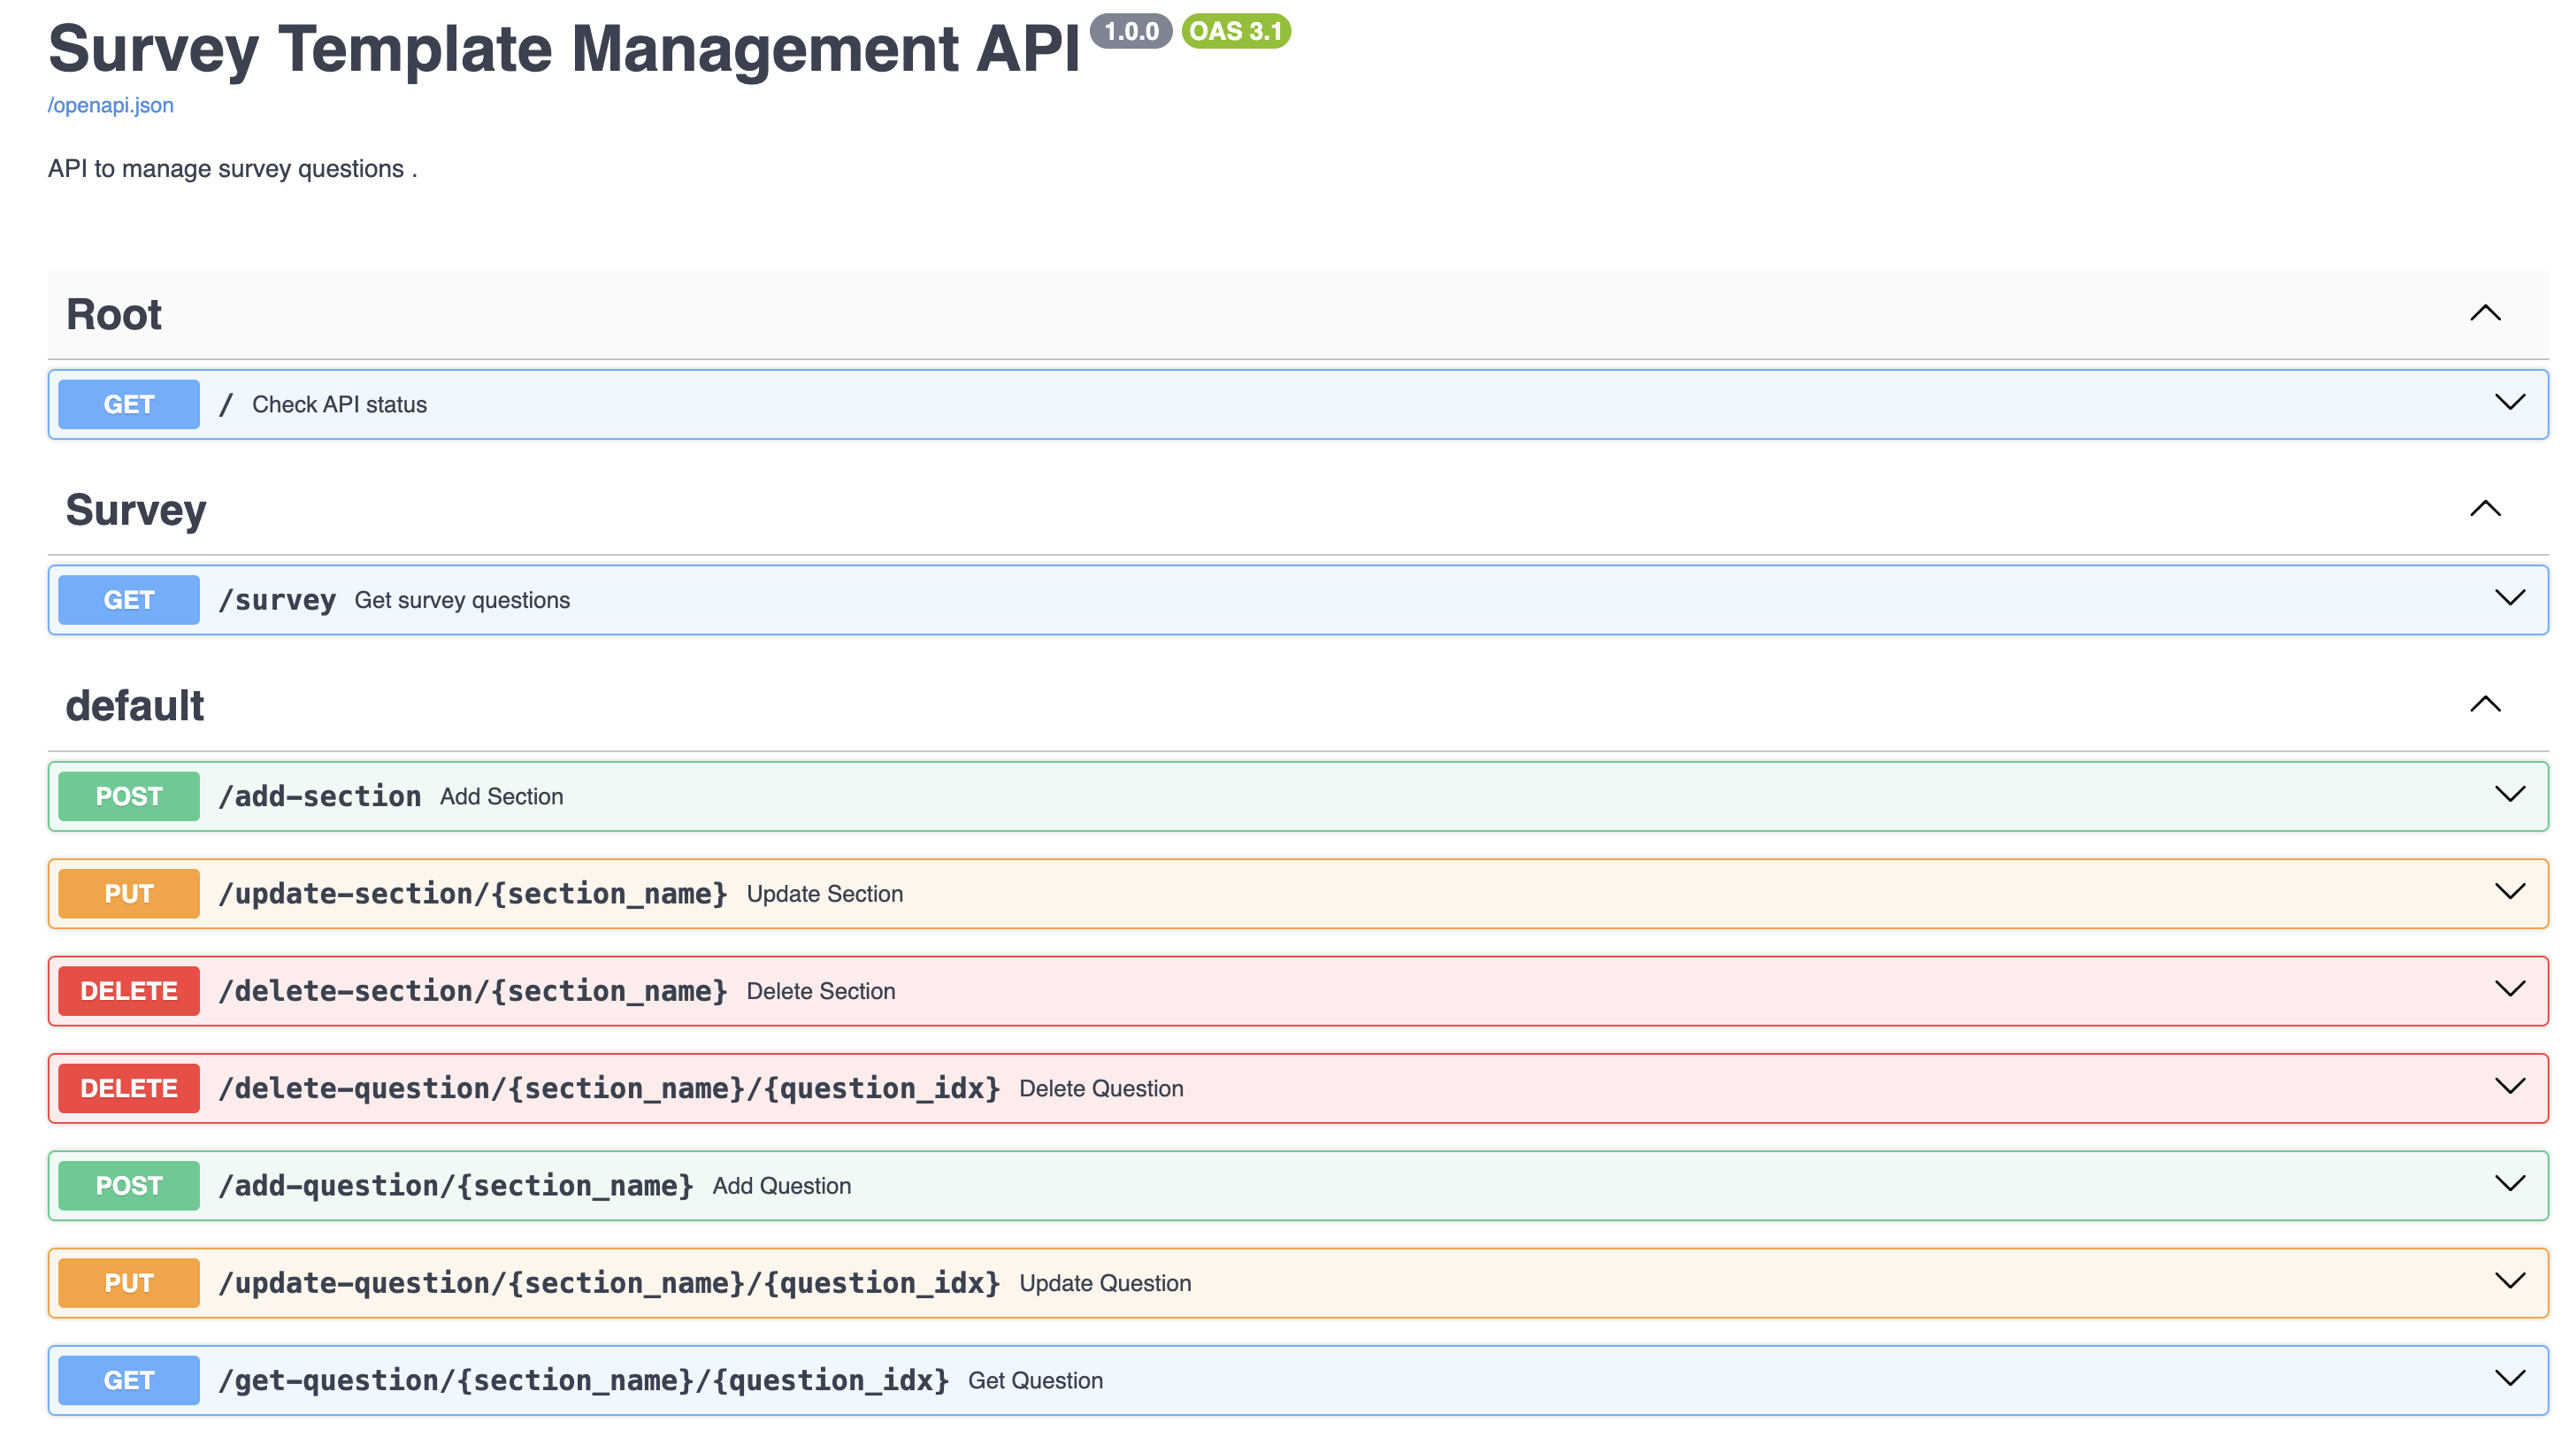 Survey Template Management API 1.0.0 OAS 3.1
/openapi.json
API to manage survey questions .
Root
GET / Check API status
Survey
GET /survey Get survey questions
default
POST /add-section Add Section
PUT /update-section/{section_name} Update Section
DELETE /delete-section/{section_name} Delete Section
DELETE /delete-question/{section_name}/{question_idx} Delete Question
POST /add-question/{section_name} Add Question
PUT /update-question/{section_name}/{question_idx} Update Question
GET /get-question/{section_name}/{question_idx} Get Question